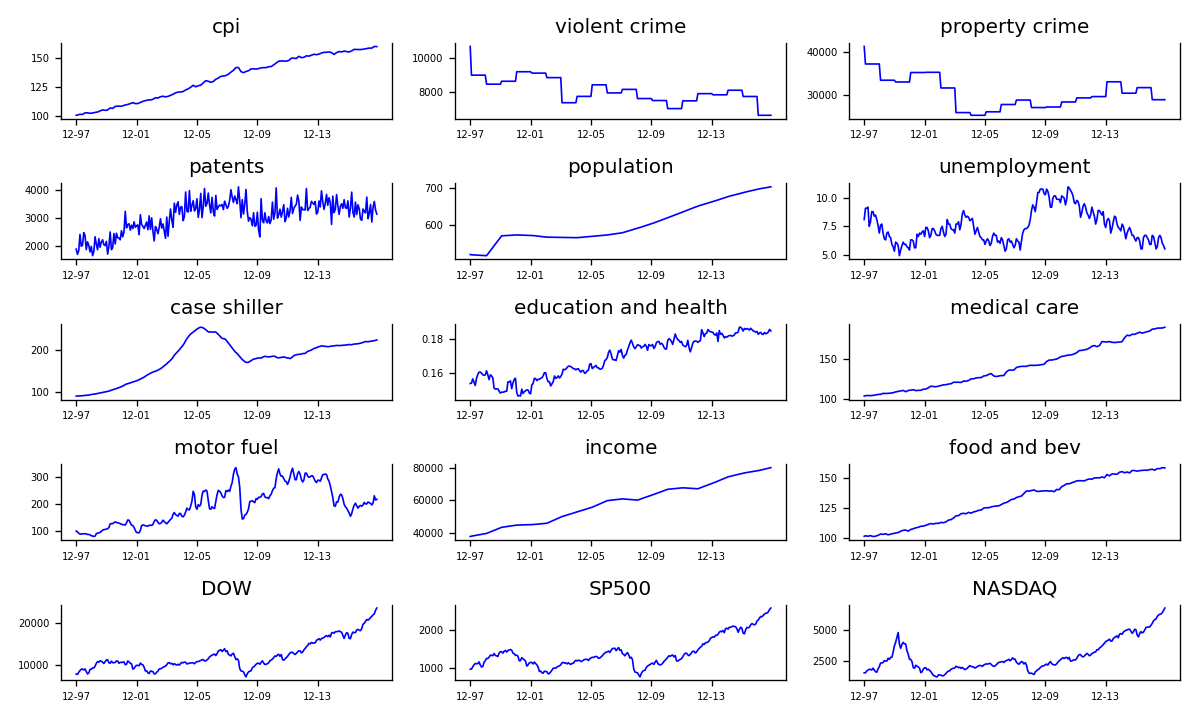 cpi violent crime property crime
150 10000 40000
125 8000 30000
100
12-97 12-01 12-05 12-09 12-13 12-97 12-01 12-05 12-09 12-13 12-97 12-01 12-05 12-09 12-13
patents population unemployment
4000 700 10.0
3000 600 7.5
2000 5.0
12-97 12-01 12-05 12-09 12-13 12-97 12-01 12-05 12-09 12-13 12-97 12-01 12-05 12-09 12-13
case shiller education and health medical care
200 0.18 150
100 0.16 100
12-97 12-01 12-05 12-09 12-13 12-97 12-01 12-05 12-09 12-13 12-97 12-01 12-05 12-09 12-13
motor fuel income food and bev
300 80000 150
200 60000 125
100 40000 100
12-97 12-01 12-05 12-09 12-13 12-97 12-01 12-05 12-09 12-13 12-97 12-01 12-05 12-09 12-13
DOW SP500 NASDAQ
20000 2000 5000
10000 1000 2500
12-97 12-01 12-05 12-09 12-13 12-97 12-01 12-05 12-09 12-13 12-97 12-01 12-05 12-09 12-13